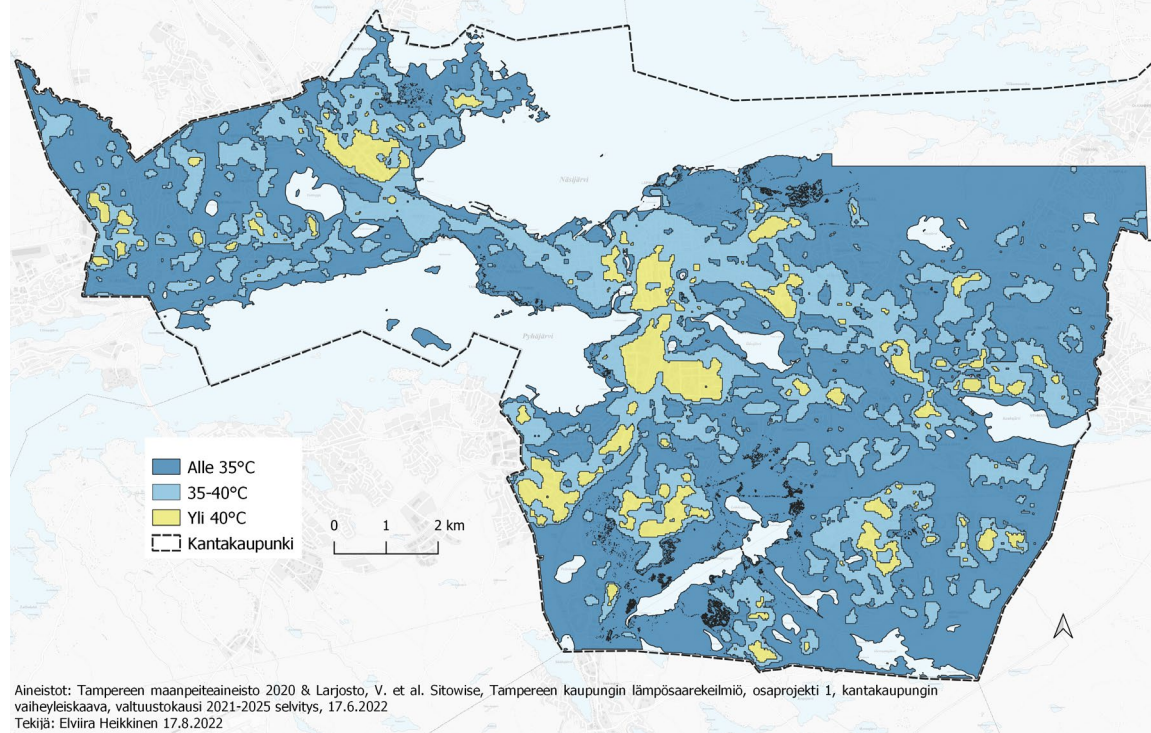 Näsijärvi
Pyhäjärvi
Alle 35°C
35-40°C
Yli 40°C
Kantakaupunki
0 1 2 km
Aineistot: Tampereen maanpeiteaineisto 2020 & Larjosto, V. et al. Sitowise, Tampereen kaupungin lämpösaarekeilmiö, osaprojekti 1, kantakaupungin
vaiheyleiskaava, valtuustokausi 2021-2025 selvitys, 17.6.2022
Tekijä: Elviira Heikkinen 17.8.2022